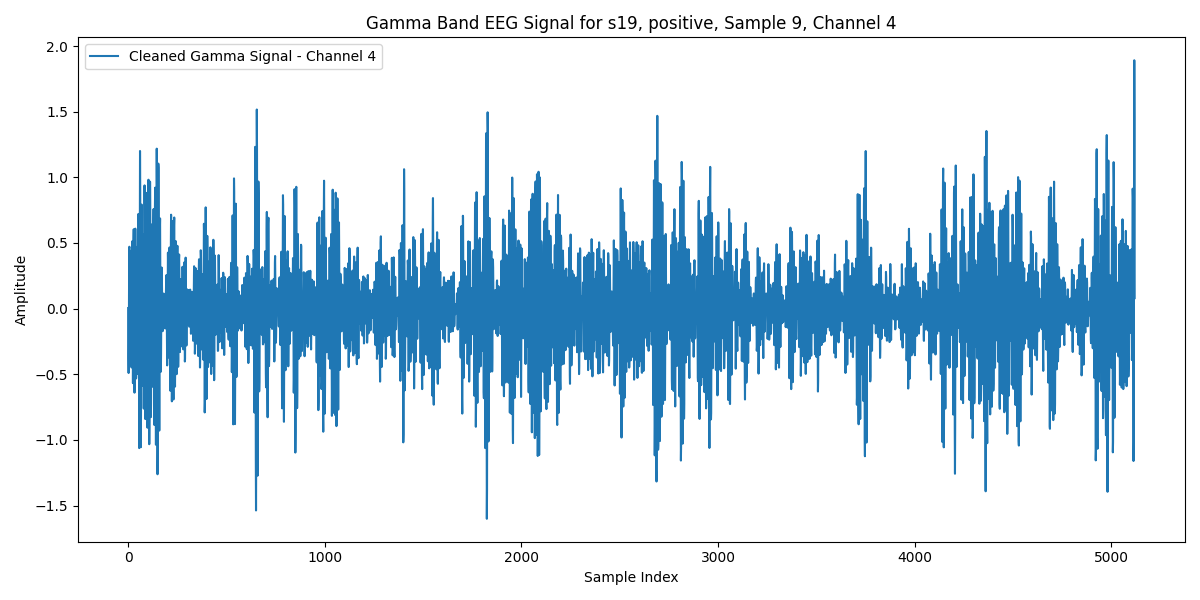 Gamma Band EEG Signal for s19, positive, Sample 9, Channel 4
Cleaned Gamma Signal - Channel 4
2.0
1.5
1.0
0.5
0.0
−0.5
−1.0
−1.5
Amplitude
0 1000 2000 3000 4000 5000
Sample Index